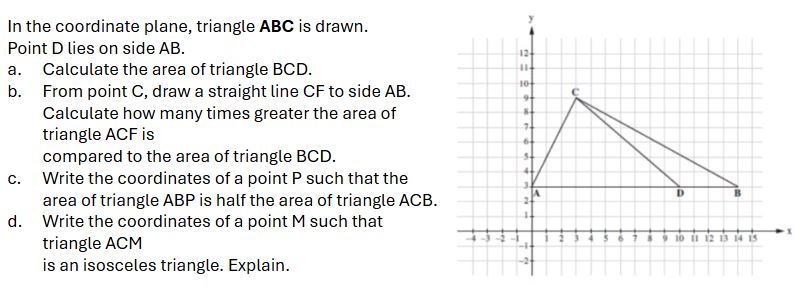 In the coordinate plane, triangle ABC is drawn.
Point D lies on side AB.
a. Calculate the area of triangle BCD.
b. From point C, draw a straight line CF to side AB.
Calculate how many times greater the area of
triangle ACF is
compared to the area of triangle BCD.
c. Write the coordinates of a point P such that the
area of triangle ABP is half the area of triangle ACB.
d. Write the coordinates of a point M such that
triangle ACM
is an isosceles triangle. Explain.
y
12
11
10
9
8
7
6
5
4
3
2
1
-1
-2
C
A
D
B
-4 -3 -2 -1 1 2 3 4 5 6 7 8 9 10 11 12 13 14 15
x